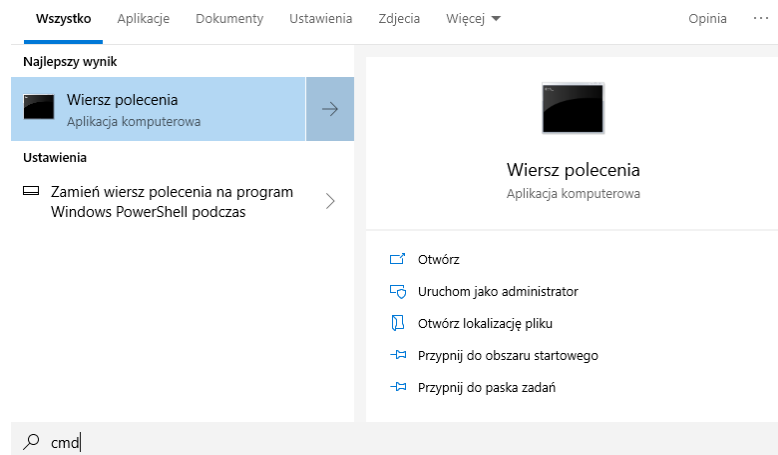 Wszystko Aplikacje Dokumenty Ustawienia Zdjecia Więcej Opinia ...
Najlepszy wynik
Wiersz polecenia
Aplikacja komputerowa
Ustawienia
Zamień wiersz polecenia na program
Windows PowerShell podczas
Wiersz polecenia
Aplikacja komputerowa
Otwórz
Uruchom jako administrator
Otwórz lokalizację pliku
Przypnij do obszaru startowego
Przypnij do paska zadań
cmd